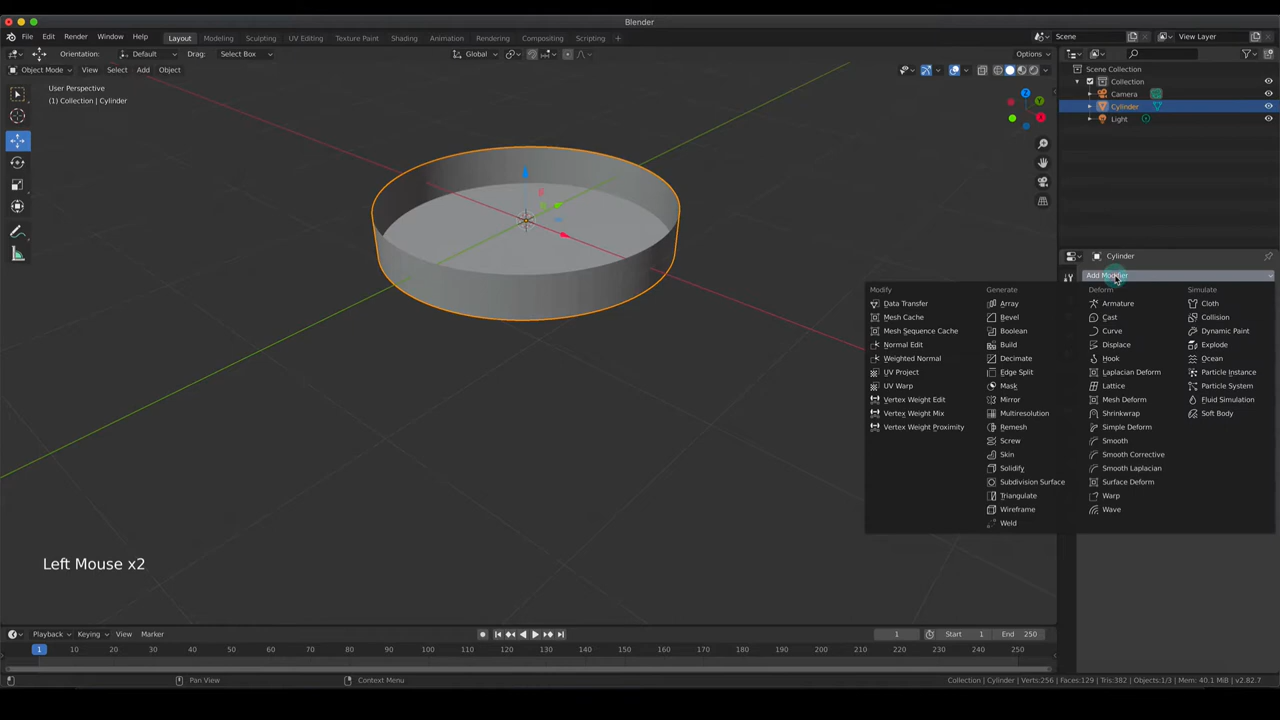 Blender
File Edit Render Window Help Layout Modeling Sculpting UV Editing Texture Paint Shading Animation Rendering Compositing Scripting + Scene View Layer
Orientation: Default Drag: Select Box Global Options
Object Mode View Select Add Object
User Perspective
(1) Collection | Cylinder
Z
Y
X
Scene Collection
Collection
Camera
Cylinder
Light
Cylinder
Add Modifier
Modify
Data Transfer
Mesh Cache
Mesh Sequence Cache
Normal Edit
Weighted Normal
UV Project
UV Warp
Vertex Weight Edit
Vertex Weight Mix
Vertex Weight Proximity
Generate
Array
Bevel
Boolean
Build
Decimate
Edge Split
Mask
Mirror
Multiresolution
Remesh
Screw
Skin
Solidify
Subdivision Surface
Triangulate
Wireframe
Weld
Deform
Armature
Cast
Curve
Displace
Hook
Laplacian Deform
Lattice
Mesh Deform
Shrinkwrap
Simple Deform
Smooth
Smooth Corrective
Smooth Laplacian
Surface Deform
Warp
Wave
Simulate
Cloth
Collision
Dynamic Paint
Explode
Ocean
Particle Instance
Particle System
Fluid Simulation
Soft Body
Left Mouse x2
Playback Keying View Marker 1 Start 1 End 250
1 10 20 30 40 50 60 70 80 90 100 110 120 130 140 150 160 170 180 190 200 210 220 230 240 250
Pan View Context Menu Collection | Cylinder | Verts:256 | Faces:129 | Tris:382 | Objects:1/3 | Mem: 40.1 MiB | v2.82.7